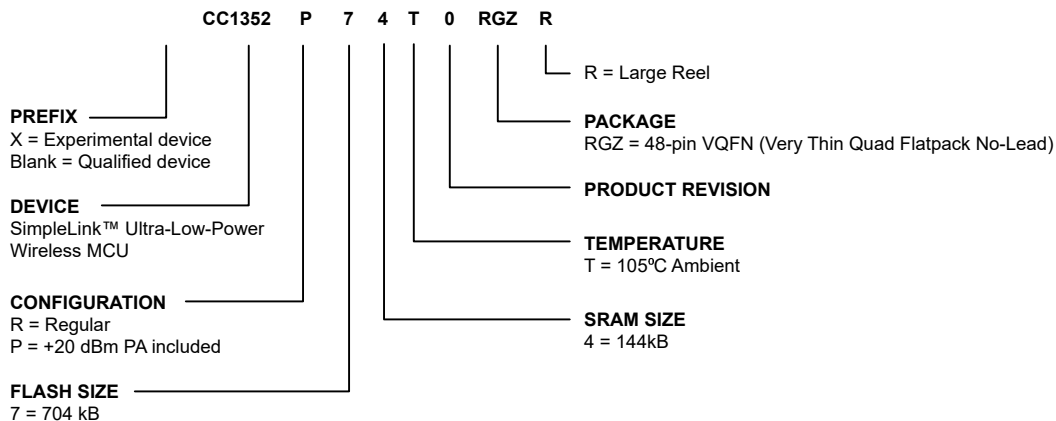 CC1352 P 7 4 T 0 RGZ R
PREFIX
X = Experimental device
Blank = Qualified device
DEVICE
SimpleLink™ Ultra-Low-Power
Wireless MCU
CONFIGURATION
R = Regular
P = +20 dBm PA included
FLASH SIZE
7 = 704 kB
R = Large Reel
PACKAGE
RGZ = 48-pin VQFN (Very Thin Quad Flatpack No-Lead)
PRODUCT REVISION
TEMPERATURE
T = 105ºC Ambient
SRAM SIZE
4 = 144kB